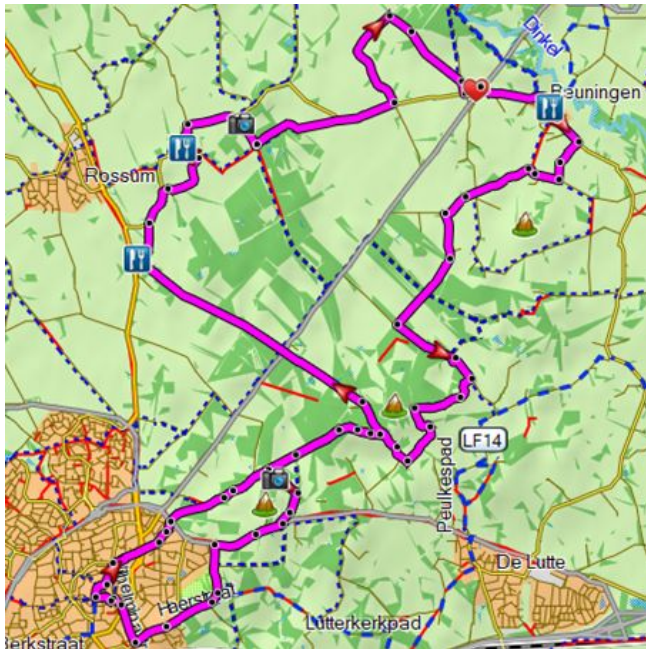 Dinkel
Beuningen
Rossum
LF14
Peulkespad
De Lutte
Haerstraat
Lutterkerkpad
Berkstraat